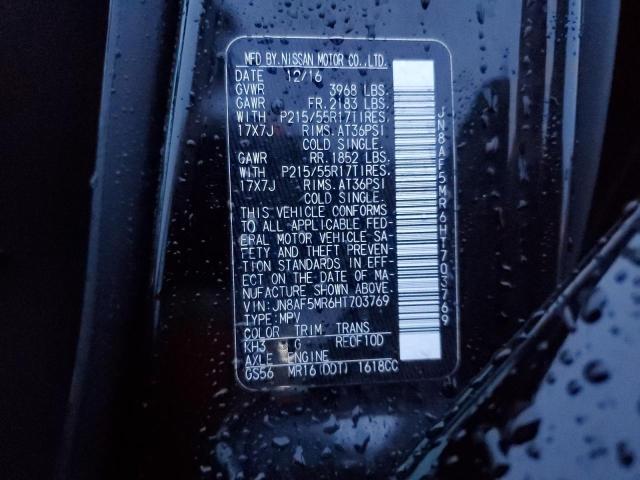 MFD BY.NISSAN MOTOR CO.,LTD.
DATE 12/16
GVWR 3968 LBS.
GAWR FR.2183 LBS.
WITH P215/55R17TIRES.
17X7J RIMS.AT36PSI
COLD SINGLE.
GAWR RR.1852 LBS.
WITH P215/55R17TIRES.
17X7J RIMS.AT36PSI
COLD SINGLE.
THIS VEHICLE CONFORMS
TO ALL APPLICABLE FED-
ERAL MOTOR VEHICLE SA-
FETY AND THEFT PREVEN-
TION STANDARDS IN EFF-
ECT ON THE DATE OF MA-
NUFACTURE SHOWN ABOVE.
VIN:JN8AF5MR6HT703769
TYPE:MPV
COLOR TRIM TRANS
KH3 G RE0F10D
AXLE ENGINE
GS56 MR16(DDT) 1618CC
JN8AF5MR6HT703769